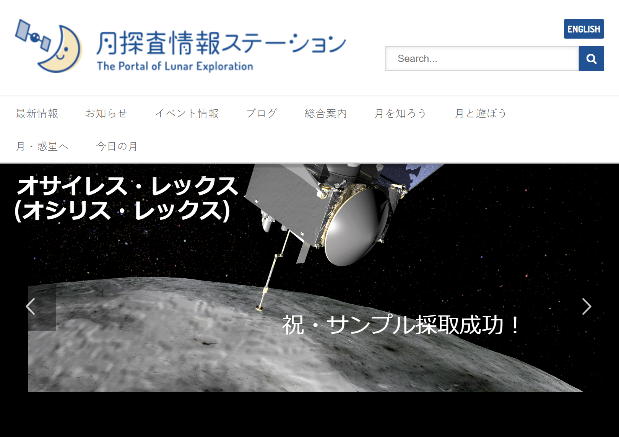 月探査情報ステーション
The Portal of Lunar Exploration
ENGLISH
Search...
最新情報 お知らせ イベント情報 ブログ 総合案内 月を知ろう 月と遊ぼう
月・惑星へ 今日の月
オサイレス・レックス
(オシリス・レックス)
祝・サンプル採取成功！